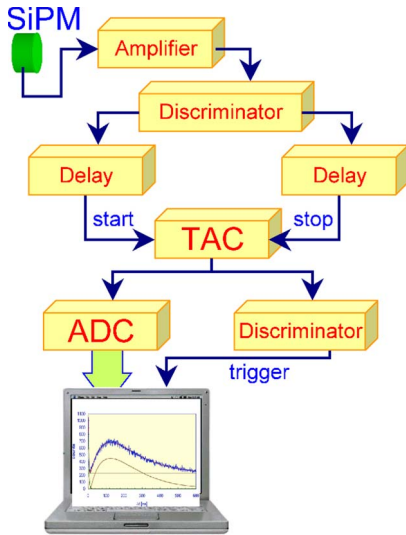 SiPM
Amplifier
Discriminator
Delay
Delay
start
stop
TAC
ADC
Discriminator
trigger